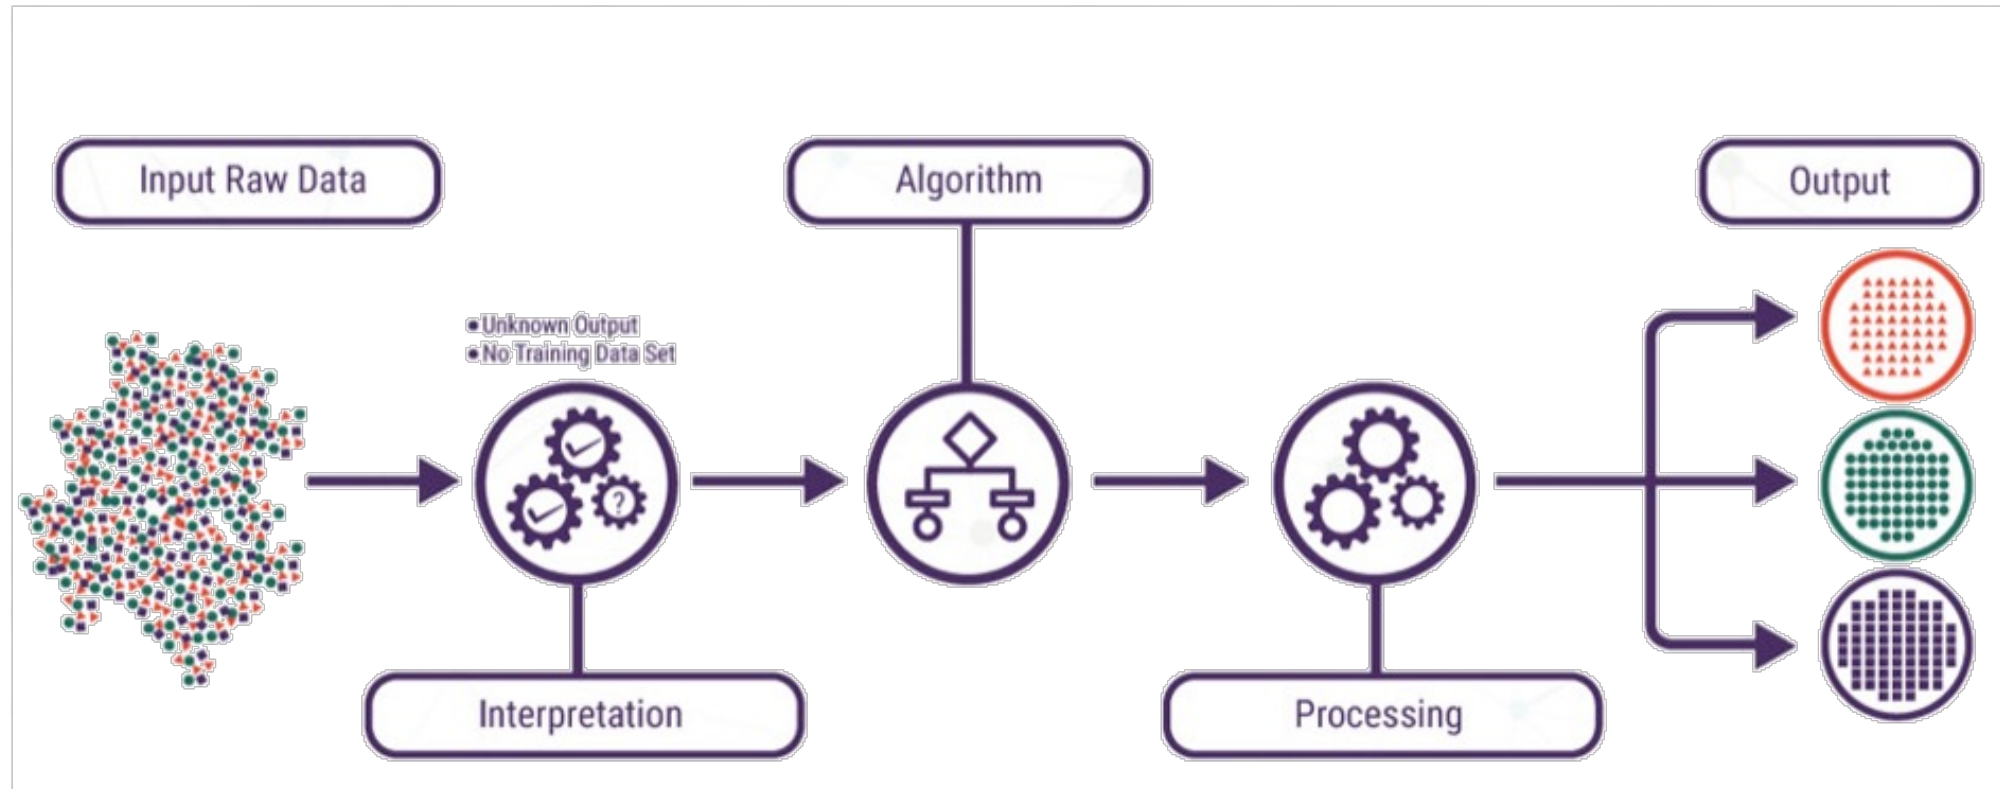 Input Raw Data
Algorithm
Output
• Unknown Output
• No Training Data Set
?
Interpretation
Processing